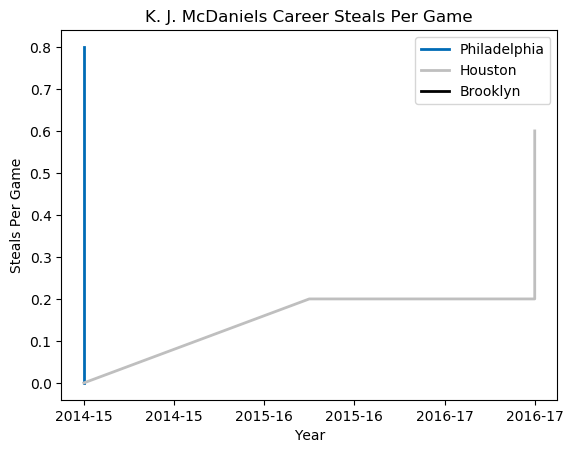 K. J. McDaniels Career Steals Per Game
Philadelphia
Houston
Brooklyn
Steals Per Game
0.8
0.7
0.6
0.5
0.4
0.3
0.2
0.1
0.0
2014-15 2014-15 2015-16 2015-16 2016-17 2016-17
Year